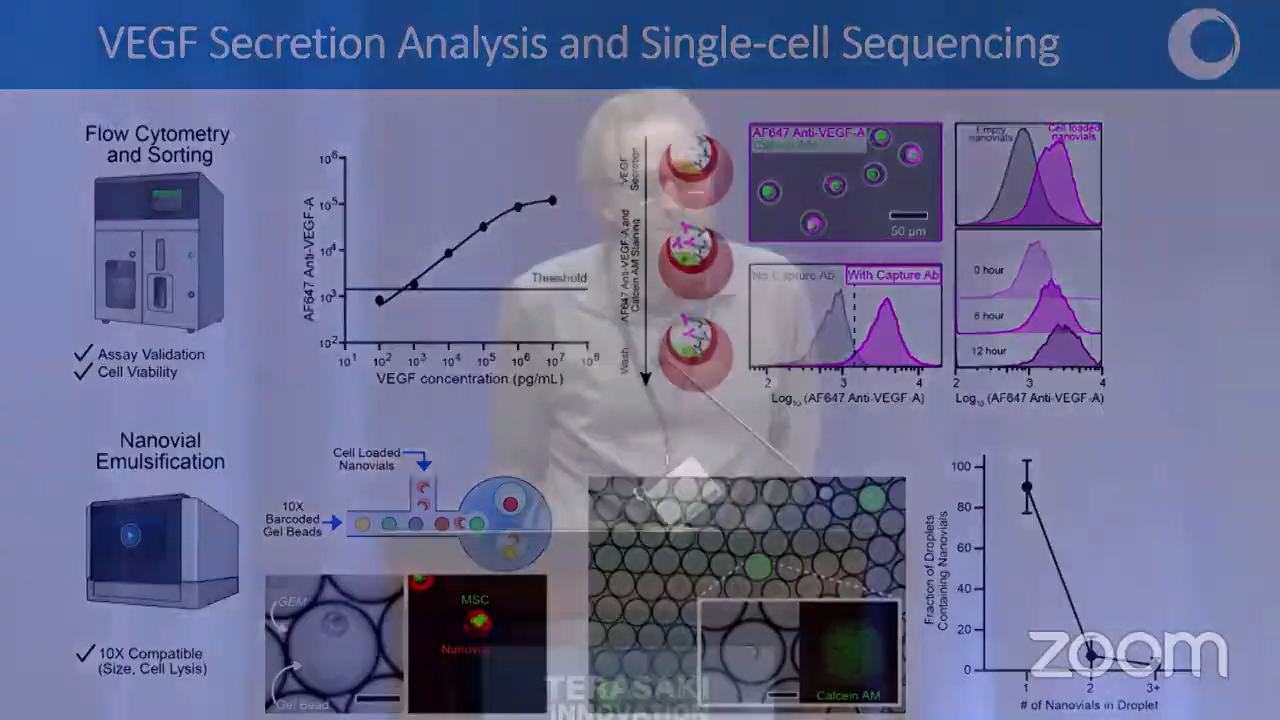 VEGF Secretion Analysis and Single-cell Sequencing
Flow Cytometry
and Sorting
Assay Validation
Cell Viability
AF647 Anti-VEGF-A
10⁶
10⁵
10⁴
10³
10²
Threshold
10¹ 10² 10³ 10⁴ 10⁵ 10⁶ 10⁷ 10⁸
VEGF concentration (pg/mL)
VEGF
Secretion
AF647 Anti-VEGF-A and
Calcein AM Staining
Wash
AF647 Anti-VEGF-A
Calcein AM
50 µm
No Capture Ab
With Capture Ab
2 3 4
Log₁₀ (AF647 Anti-VEGF-A)
Empty
nanovials
Cell loaded
nanovials
0 hour
6 hour
12 hour
2 3 4
Log₁₀ (AF647 Anti-VEGF-A)
Nanovial
Emulsification
10X Compatible
(Size, Cell Lysis)
Cell Loaded
Nanovials
10X
Barcoded
Gel Beads
GEM
Gel Bead
MSC
Nanovial
Calcein AM
Fraction of Droplets
Containing Nanovials
100
80
60
40
20
0
1 2 3+
# of Nanovials in Droplet
zoom
TERASAKI
INNOVATION